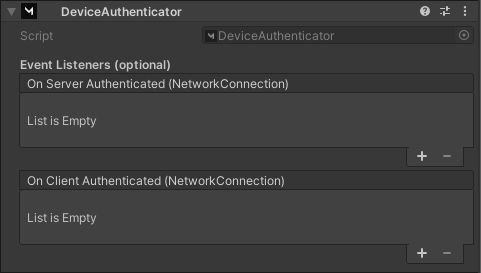 DeviceAuthenticator
Script
DeviceAuthenticator
Event Listeners (optional)
On Server Authenticated (NetworkConnection)
List is Empty
+ −
On Client Authenticated (NetworkConnection)
List is Empty
+ −